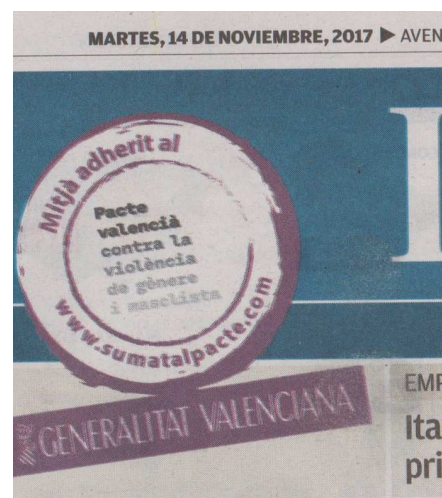 MARTES, 14 DE NOVIEMBRE, 2017 ▶ AVEN
Mitjà adherit al
Pacte
valencià
contra la
violència
de gènere
i masclista
www.sumatalpacte.com
GENERALITAT VALENCIANA
EMP
Ita
pri